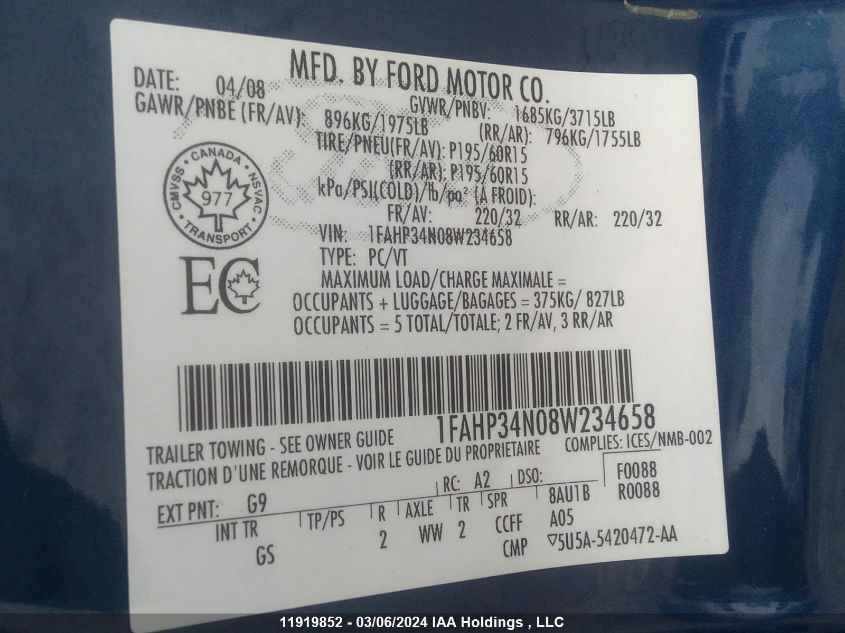 MFD. BY FORD MOTOR CO.
DATE: 04/08 GVWR/PNBV: 1685KG/3715LB
GAWR/PNBE (FR/AV): 896KG/1975LB (RR/AR): 796KG/1755LB
TIRE/PNEU(FR/AV): P195/60R15
(RR/AR): P195/60R15
kPa/PSI(COLD)/lb/po² (À FROID):
FR/AV: 220/32 RR/AR: 220/32
VIN: 1FAHP34N08W234658
TYPE: PC/VT
MAXIMUM LOAD/CHARGE MAXIMALE =
OCCUPANTS + LUGGAGE/BAGAGES = 375KG/ 827LB
OCCUPANTS = 5 TOTAL/TOTALE; 2 FR/AV, 3 RR/AR
CANADA
CMVSS 977 NSVAC
TRANSPORT
EC
1FAHP34N08W234658
TRAILER TOWING - SEE OWNER GUIDE COMPLIES: ICES/NMB-002
TRACTION D'UNE REMORQUE - VOIR LE GUIDE DU PROPRIETAIRE
EXT PNT: G9 RC: A2 DSO: F0088
INT TR TP/PS R AXLE TR SPR 8AU1B R0088
GS 2 WW 2 CCFF A05
CMP ▽5U5A-5420472-AA
11919852 - 03/06/2024 IAA Holdings , LLC